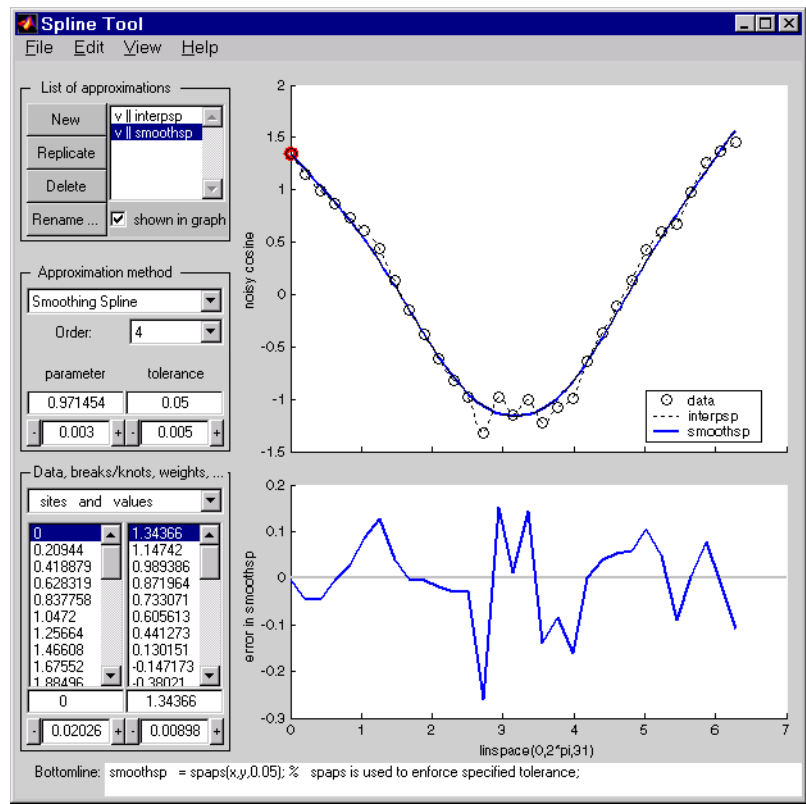 Spline Tool
File Edit View Help
List of approximations
New
Replicate
Delete
Rename ...
v || interpsp
v || smoothsp
shown in graph
Approximation method
Smoothing Spline
Order: 4
parameter tolerance
0.971454 0.05
- 0.003 + - 0.005 +
Data, breaks/knots, weights, ...
sites and values
0 1.34366
0.20944 1.14742
0.418879 0.989386
0.628319 0.871964
0.837758 0.733071
1.0472 0.605613
1.25664 0.441273
1.46608 0.130151
1.67552 -0.147173
1.88496 -0.38021
0 1.34366
- 0.02026 + - 0.00898 +
2
1.5
1
0.5
0
-0.5
-1
-1.5
noisy cosine
data
interpsp
smoothsp
0.2
0.1
0
-0.1
-0.2
-0.3
error in smoothsp
0 1 2 3 4 5 6 7
linspace(0,2*pi,31)
Bottomline: smoothsp = spaps(x,y,0.05); % spaps is used to enforce specified tolerance;